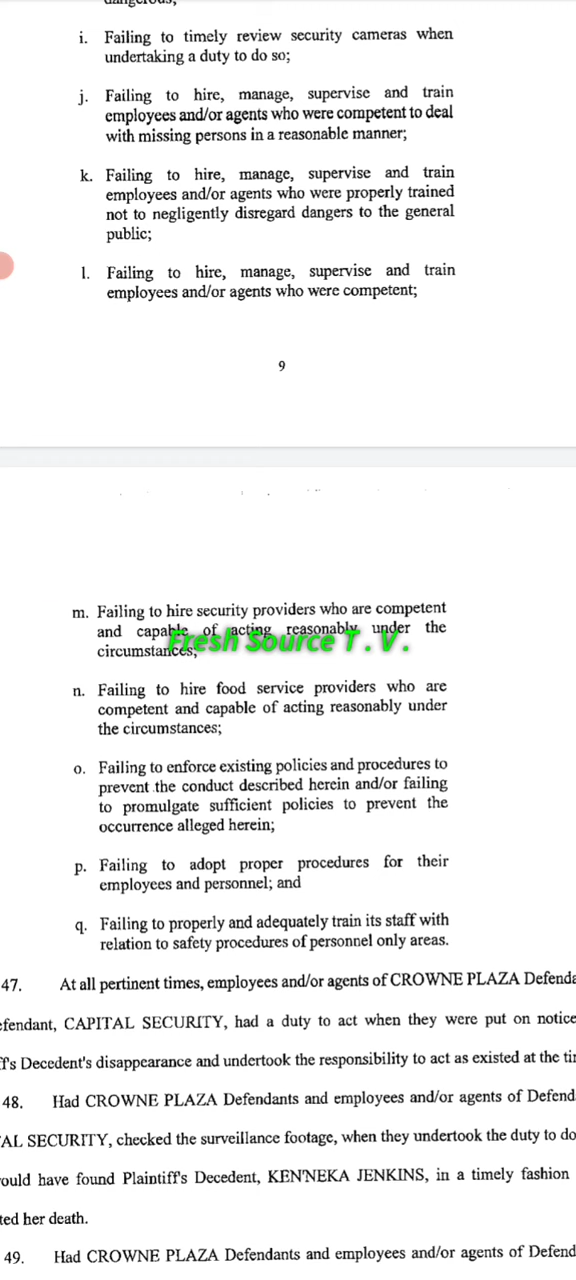 dangerous;
i. Failing to timely review security cameras when
undertaking a duty to do so;
j. Failing to hire, manage, supervise and train
employees and/or agents who were competent to deal
with missing persons in a reasonable manner;
k. Failing to hire, manage, supervise and train
employees and/or agents who were properly trained
not to negligently disregard dangers to the general
public;
l. Failing to hire, manage, supervise and train
employees and/or agents who were competent;
9
m. Failing to hire security providers who are competent
and capable of acting reasonably under the
Fresh Source T.V.
circumstances;
n. Failing to hire food service providers who are
competent and capable of acting reasonably under
the circumstances;
o. Failing to enforce existing policies and procedures to
prevent the conduct described herein and/or failing
to promulgate sufficient policies to prevent the
occurrence alleged herein;
p. Failing to adopt proper procedures for their
employees and personnel; and
q. Failing to properly and adequately train its staff with
relation to safety procedures of personnel only areas.
47. At all pertinent times, employees and/or agents of CROWNE PLAZA Defenda
efendant, CAPITAL SECURITY, had a duty to act when they were put on notice
f's Decedent's disappearance and undertook the responsibility to act as existed at the tir
48. Had CROWNE PLAZA Defendants and employees and/or agents of Defend
AL SECURITY, checked the surveillance footage, when they undertook the duty to do
ould have found Plaintiff's Decedent, KENNEKA JENKINS, in a timely fashion
ted her death.
49. Had CROWNE PLAZA Defendants and employees and/or agents of Defend